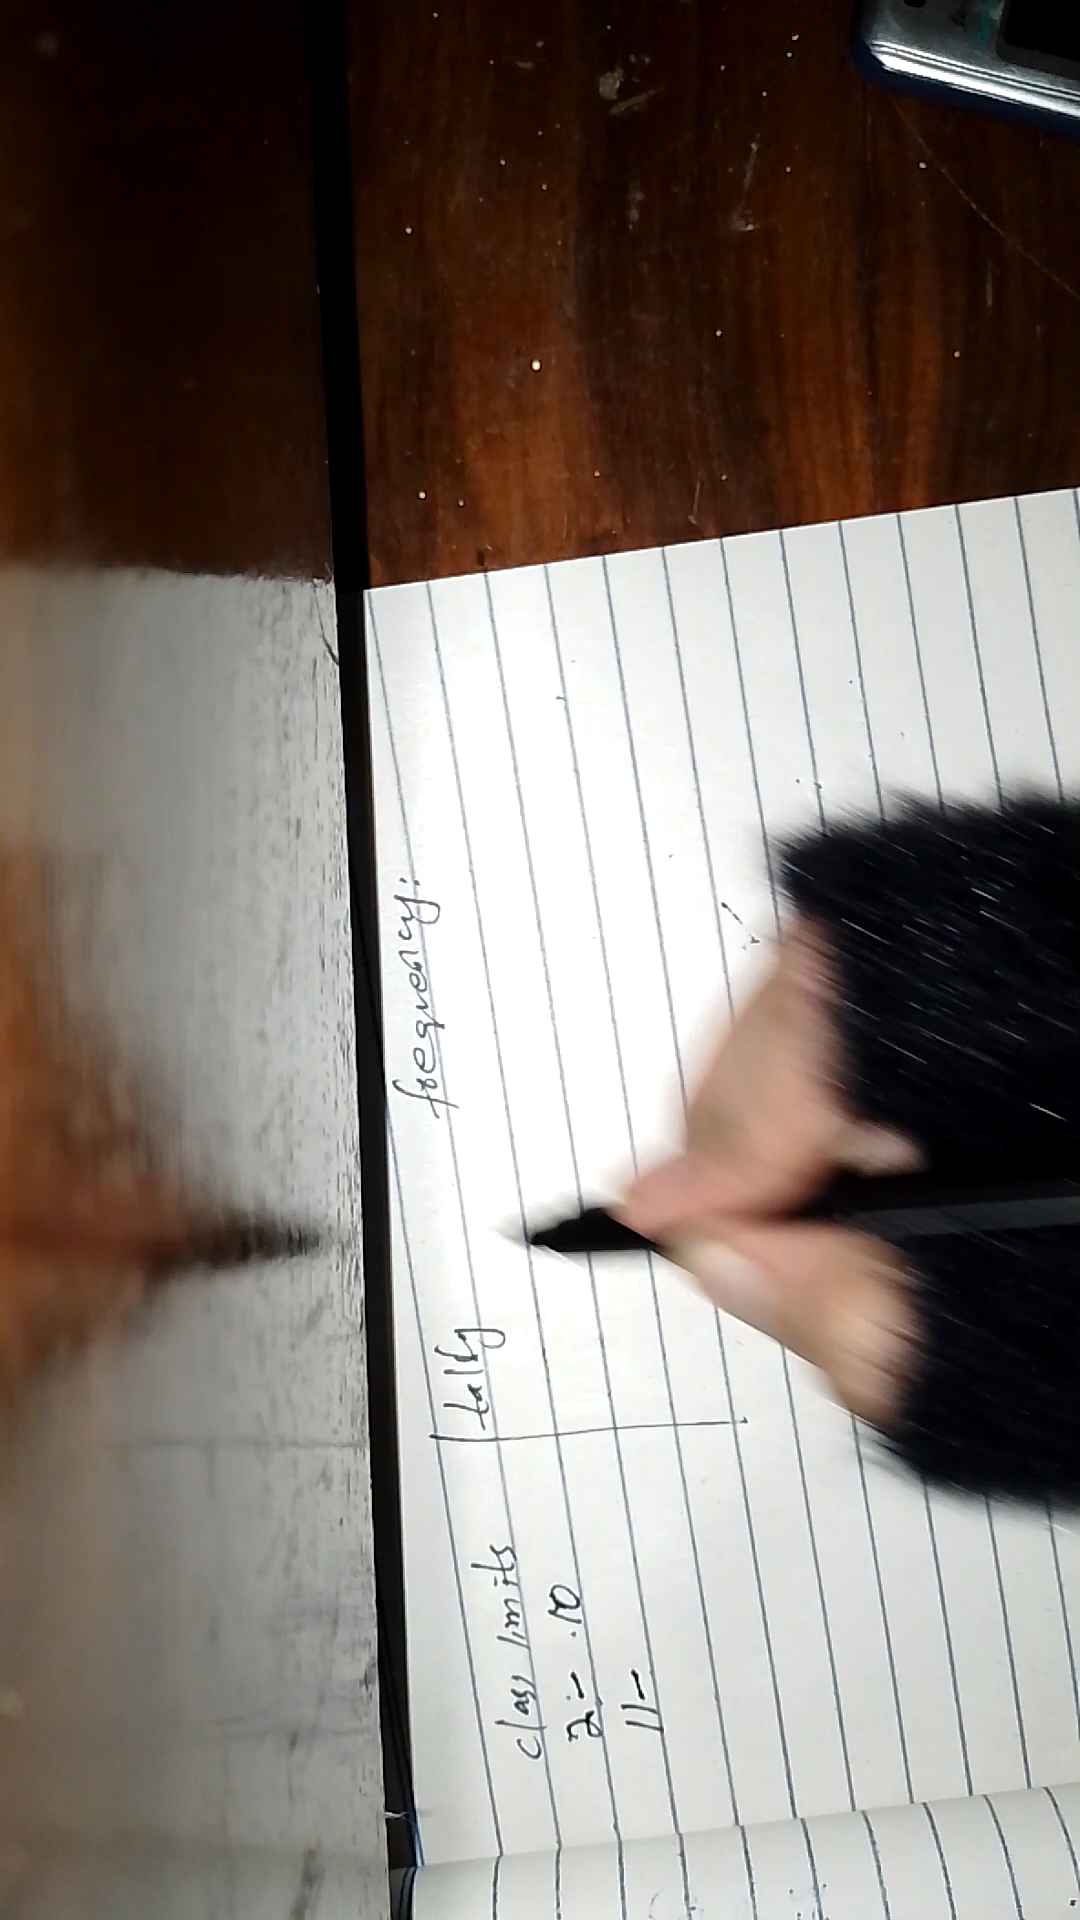 class limits | tally frequency:
2 - 10
11 -